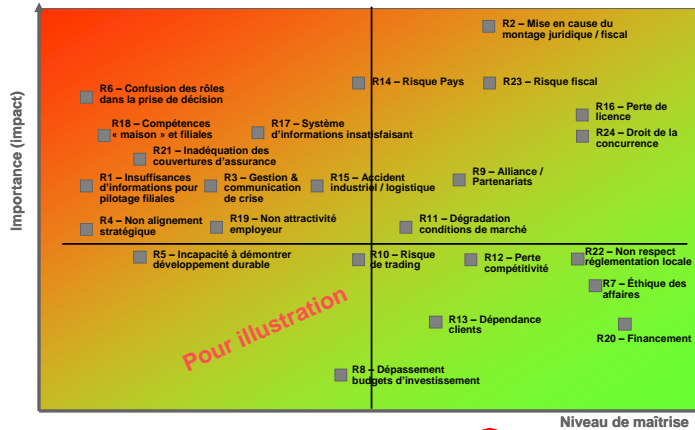 R2 – Mise en cause du
montage juridique / fiscal
R14 – Risque Pays
R23 – Risque fiscal
R6 – Confusion des rôles
dans la prise de décision
R16 – Perte de
licence
R18 – Compétences
« maison » et filiales
R17 – Système
d'informations insatisfaisant
R24 – Droit de la
concurrence
R21 – Inadéquation des
couvertures d'assurance
R1 – Insuffisances
d'informations pour
pilotage filiales
R3 – Gestion &
communication
de crise
R15 – Accident
industriel / logistique
R9 – Alliance /
Partenariats
R4 – Non alignement
stratégique
R19 – Non attractivité
employeur
R11 – Dégradation
conditions de marché
R5 – Incapacité à démontrer
développement durable
R10 – Risque
de trading
R12 – Perte
compétitivité
R22 – Non respect
réglementation locale
R7 – Éthique des
affaires
R13 – Dépendance
clients
R20 – Financement
R8 – Dépassement
budgets d'investissement
Pour illustration
Importance (impact)
Niveau de maîtrise